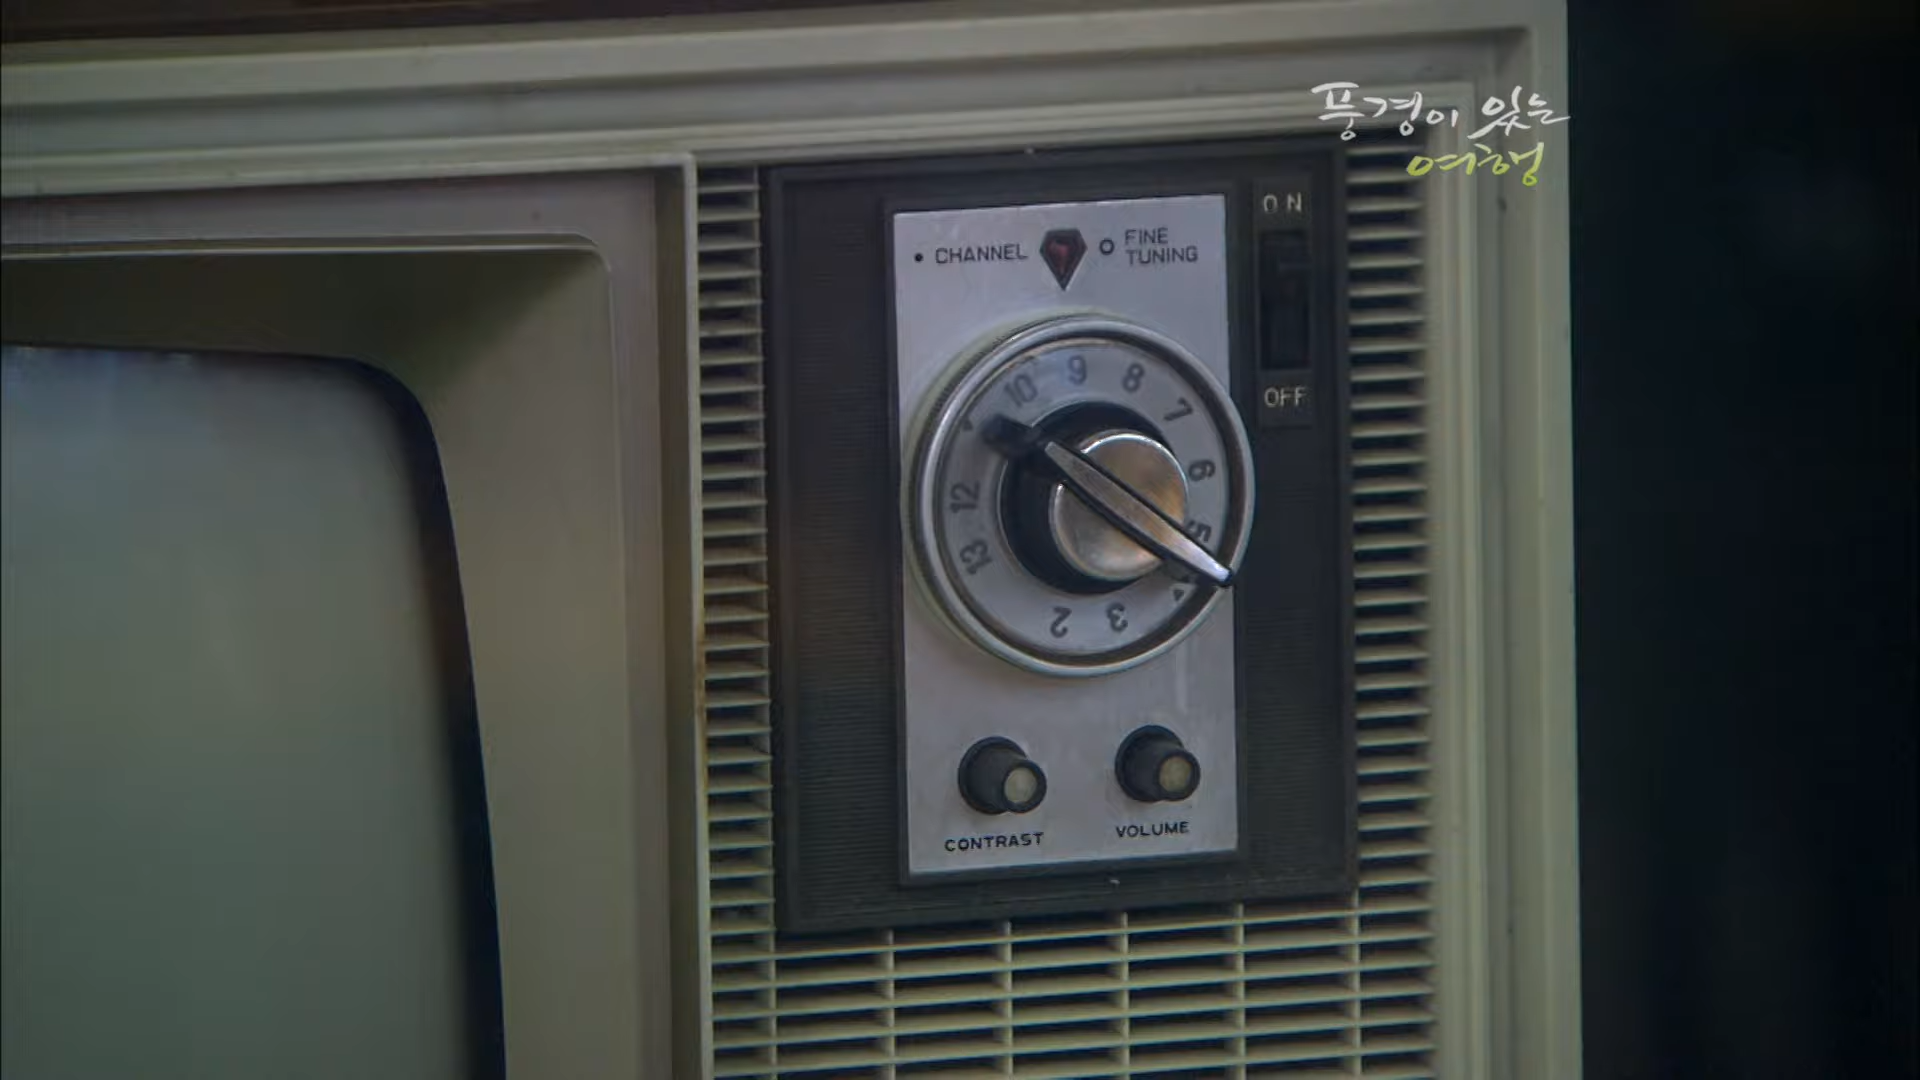 풍경이 있는
여행
ON
CHANNEL
FINE
TUNING
OFF
10 9 8 7 6 5 3 2 13 12
CONTRAST
VOLUME